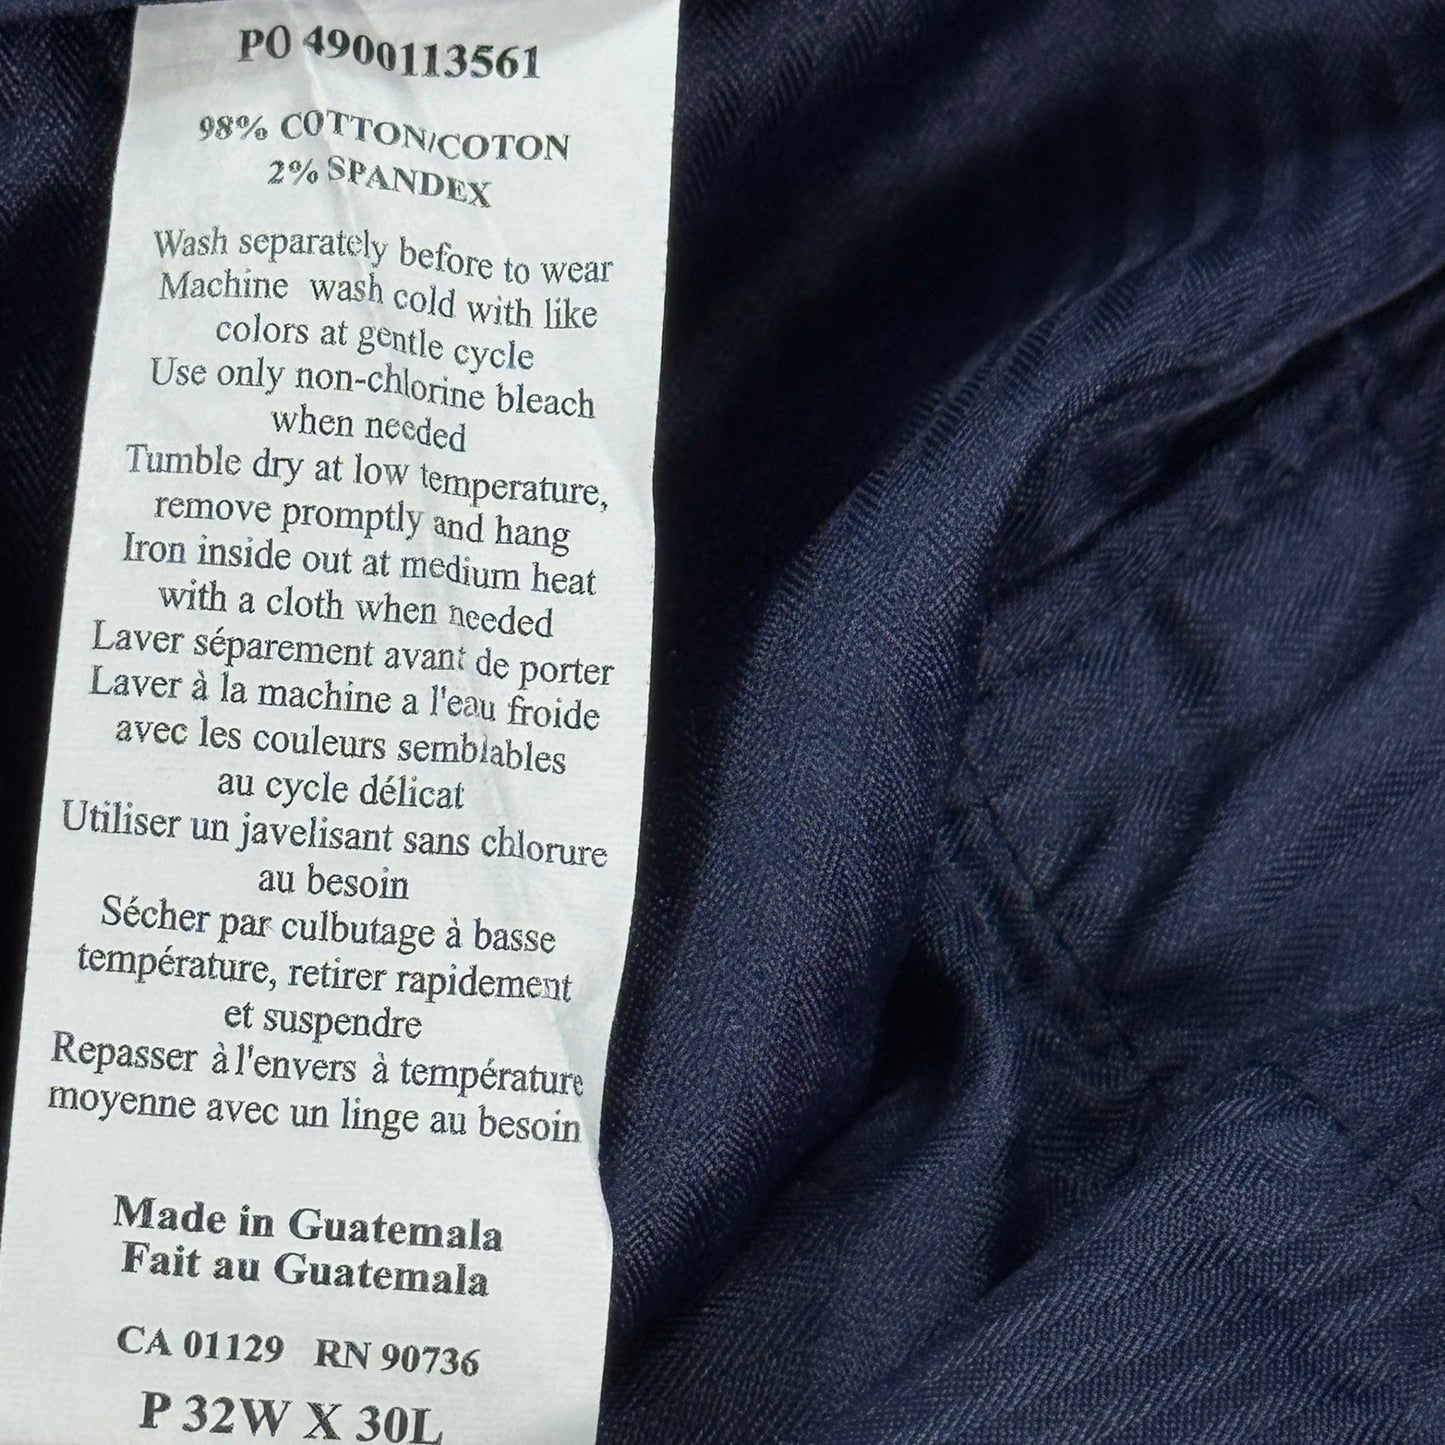 PO 4900113561
98% COTTON/COTON
2% SPANDEX
Wash separately before to wear
Machine wash cold with like
colors at gentle cycle
Use only non-chlorine bleach
when needed
Tumble dry at low temperature,
remove promptly and hang
Iron inside out at medium heat
with a cloth when needed
Laver séparement avant de porter
Laver à la machine a l'eau froide
avec les couleurs semblables
au cycle délicat
Utiliser un javelisant sans chlorure
au besoin
Sécher par culbutage à basse
température, retirer rapidement
et suspendre
Repasser à l'envers à température
moyenne avec un linge au besoin
Made in Guatemala
Fait au Guatemala
CA 01129 RN 90736
P 32W X 30L